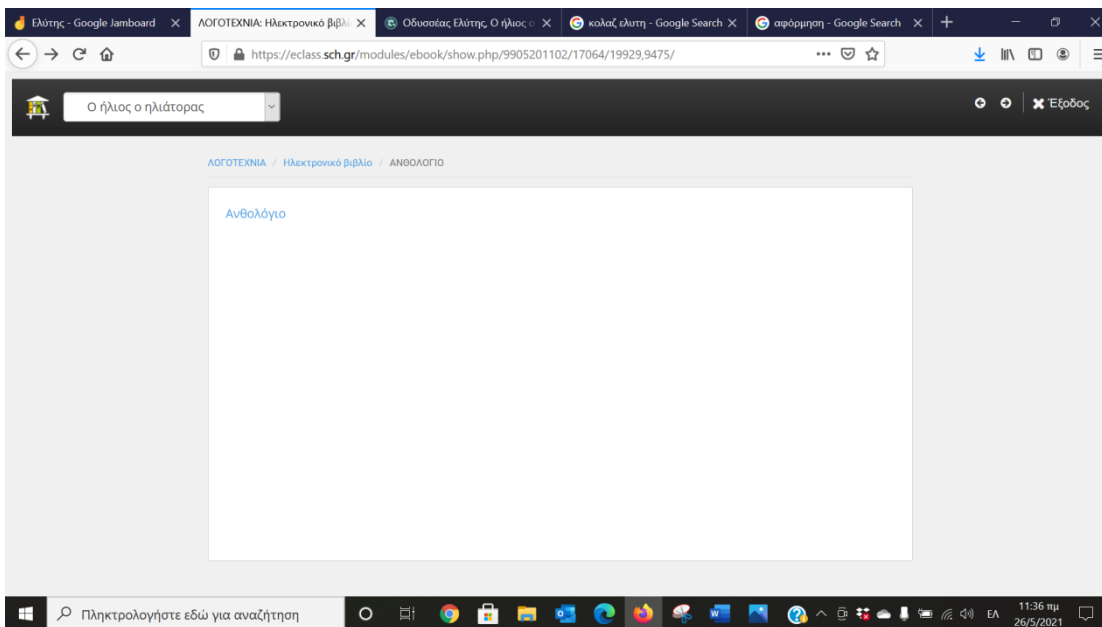 Ελύτης - Google Jamboard
ΛΟΓΟΤΕΧΝΙΑ: Ηλεκτρονικό βιβλί
Οδυσσέας Ελύτης, Ο ήλιος ο
κολαζ ελυτη - Google Search
αφόρμηση - Google Search
https://eclass.sch.gr/modules/ebook/show.php/9905201102/17064/19929,9475/
Ο ήλιος ο ηλιάτορας
Έξοδος
ΛΟΓΟΤΕΧΝΙΑ / Ηλεκτρονικό βιβλίο / ΑΝΘΟΛΟΓΙΟ
Ανθολόγιο
Πληκτρολογήστε εδώ για αναζήτηση
ΕΛ
11:36 πμ
26/5/2021